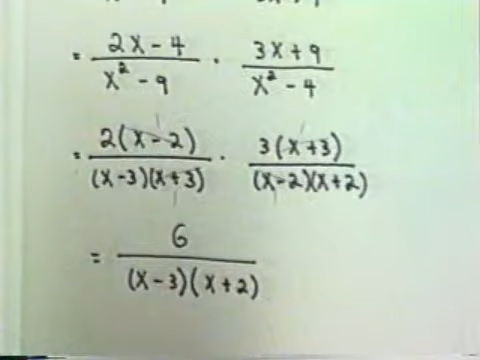 = (2x - 4)/(x² - 9) · (3x + 9)/(x² - 4)
= 2(x - 2)/(x-3)(x+3) · 3(x+3)/(x-2)(x+2)
= 6/(x-3)(x+2)